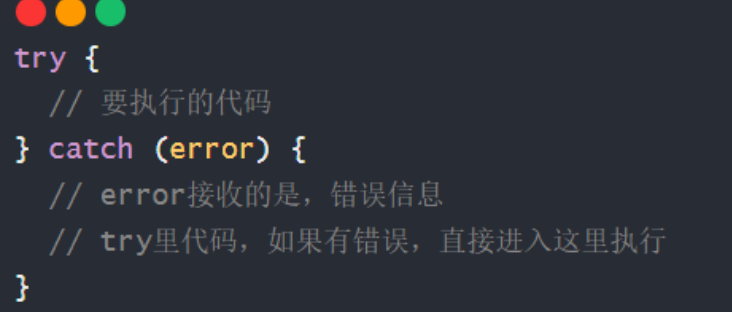 try {
  // 要执行的代码
} catch (error) {
  // error接收的是，错误信息
  // try里代码，如果有错误，直接进入这里执行
}